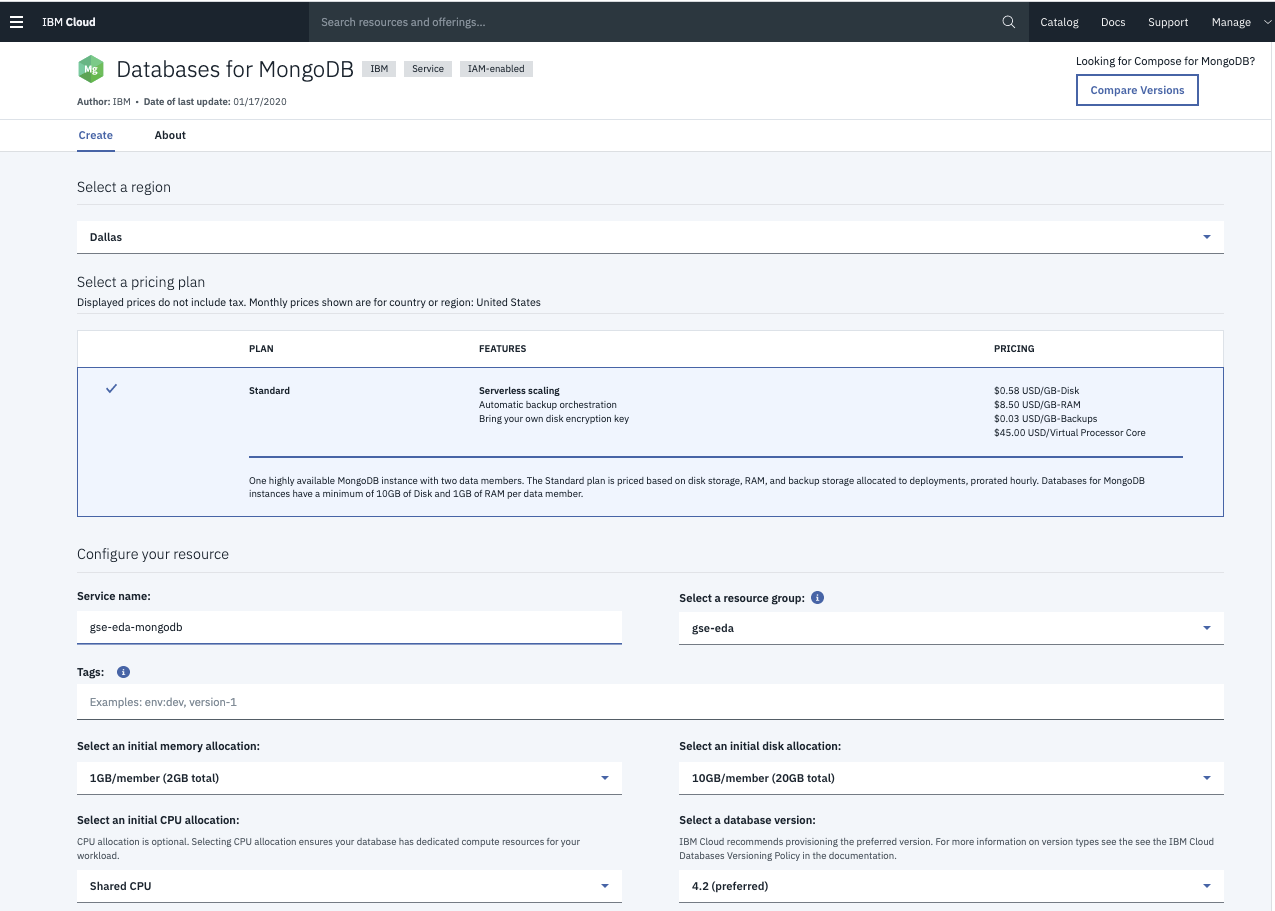 IBM Cloud
Search resources and offerings...
Catalog
Docs
Support
Manage
Mg
Databases for MongoDB
IBM
Service
IAM-enabled
Looking for Compose for MongoDB?
Compare Versions
Author: IBM • Date of last update: 01/17/2020
Create
About
Select a region
Dallas
Select a pricing plan
Displayed prices do not include tax. Monthly prices shown are for country or region: United States
PLAN
FEATURES
PRICING
Standard
Serverless scaling
Automatic backup orchestration
Bring your own disk encryption key
$0.58 USD/GB-Disk
$8.50 USD/GB-RAM
$0.03 USD/GB-Backups
$45.00 USD/Virtual Processor Core
One highly available MongoDB instance with two data members. The Standard plan is priced based on disk storage, RAM, and backup storage allocated to deployments, prorated hourly. Databases for MongoDB
instances have a minimum of 10GB of Disk and 1GB of RAM per data member.
Configure your resource
Service name:
gse-eda-mongodb
Select a resource group:
gse-eda
Tags:
Examples: env:dev, version-1
Select an initial memory allocation:
1GB/member (2GB total)
Select an initial disk allocation:
10GB/member (20GB total)
Select an initial CPU allocation:
CPU allocation is optional. Selecting CPU allocation ensures your database has dedicated compute resources for your
workload.
Shared CPU
Select a database version:
IBM Cloud recommends provisioning the preferred version. For more information on version types see the see the IBM Cloud
Databases Versioning Policy in the documentation.
4.2 (preferred)